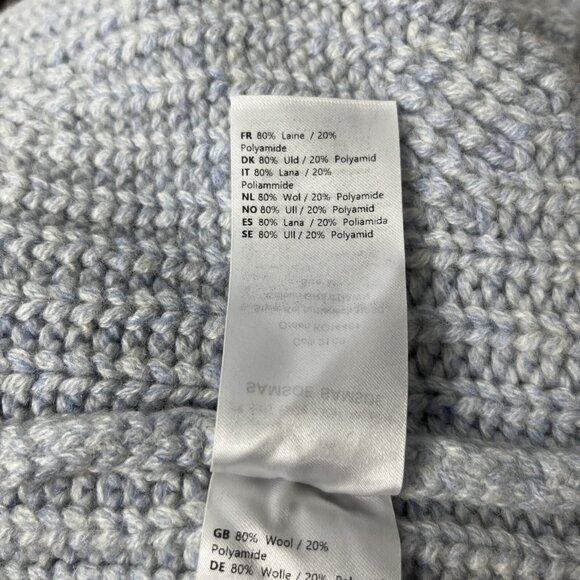 FR 80% Laine / 20%
Polyamide
DK 80% Uld / 20% Polyamid
IT 80% Lana / 20%
Poliammide
NL 80% Wol / 20% Polyamide
NO 80% Ull / 20% Polyamid
ES 80% Lana / 20% Poliamida
SE 80% Ull / 20% Polyamid
SAMSOE SAMSOE
GB 80% Wool / 20%
Polyamide
DE 80% Wolle / 20% Polyamid